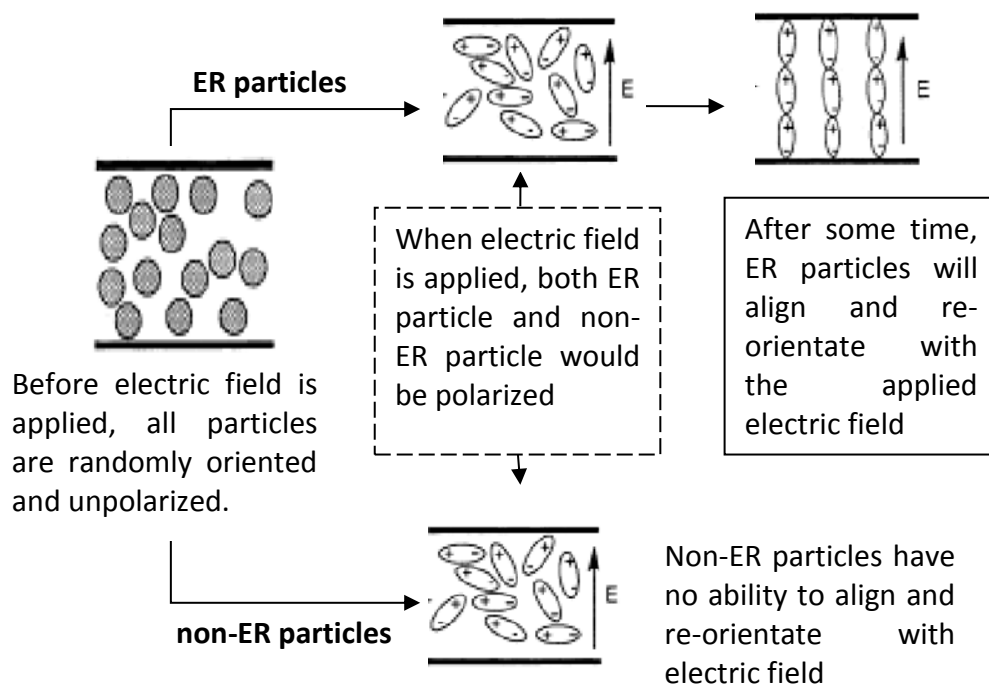 ER particles
E
E
When electric field
is applied, both ER
particle and non-
ER particle would
be polarized
After some time,
ER particles will
align and re-
orientate with
the applied
electric field
Before electric field is
applied, all particles
are randomly oriented
and unpolarized.
non-ER particles
E
Non-ER particles have
no ability to align and
re-orientate with
electric field